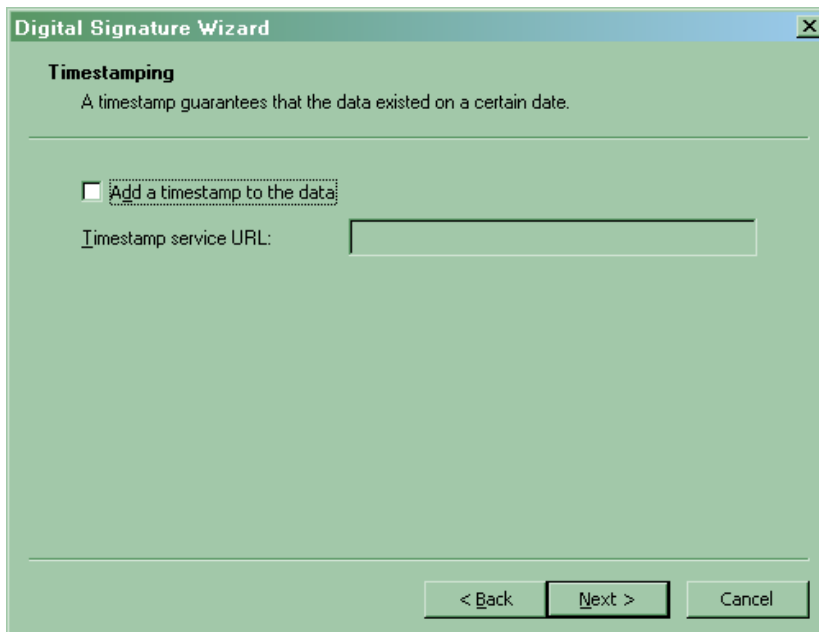 Digital Signature Wizard
Timestamping
A timestamp guarantees that the data existed on a certain date.
Add a timestamp to the data
Timestamp service URL:
< Back Next > Cancel